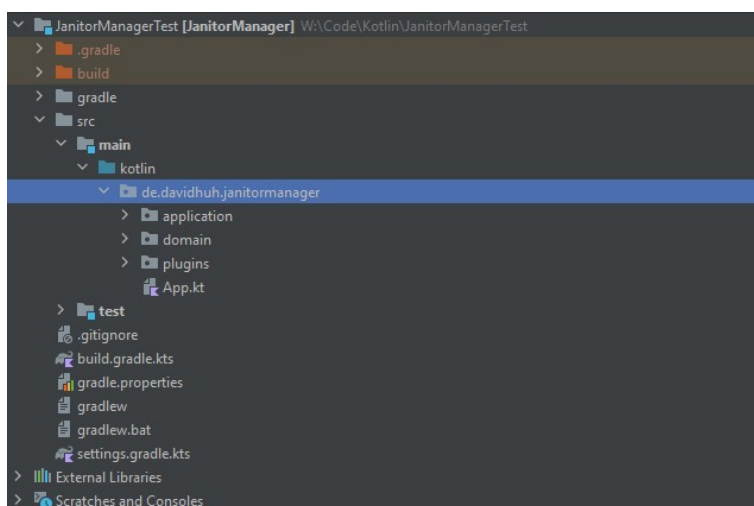 JanitorManagerTest [JanitorManager] W:\Code\Kotlin\JanitorManagerTest
.gradle
build
gradle
src
main
kotlin
de.davidhuh.janitormanager
application
domain
plugins
App.kt
test
.gitignore
build.gradle.kts
gradle.properties
gradlew
gradlew.bat
settings.gradle.kts
External Libraries
Scratches and Consoles